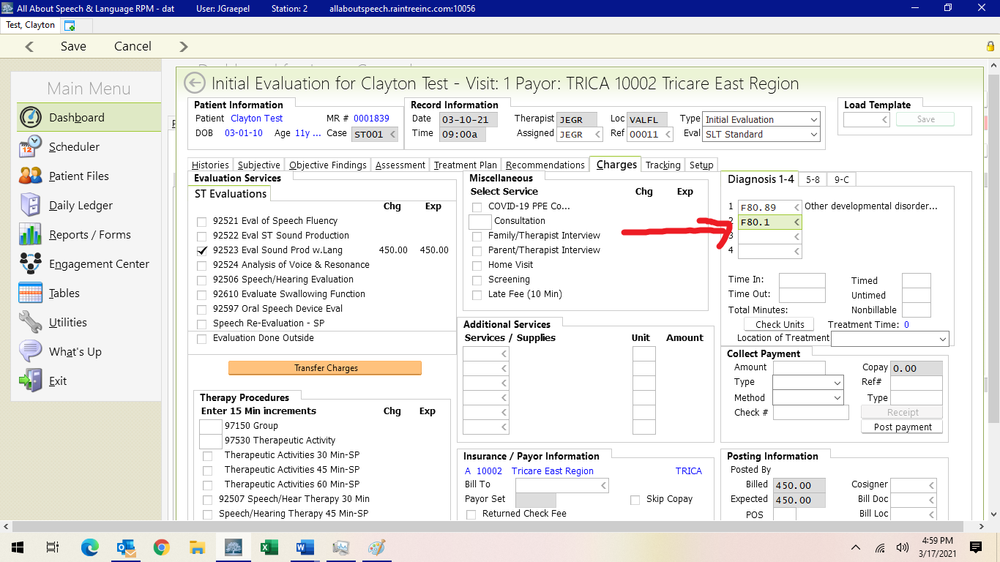 All About Speech & Language RPM - dat User: JGraepel Station: 2 allaboutspeech.raintreeinc.com:10056
Test, Clayton
Save Cancel
Main Menu
Dashboard
Scheduler
Patient Files
Daily Ledger
Reports / Forms
Engagement Center
Tables
Utilities
What's Up
Exit
Initial Evaluation for Clayton Test - Visit: 1 Payor: TRICA 10002 Tricare East Region
Patient Information
Patient Clayton Test MR # 0001839
DOB 03-01-10 Age 11y ... Case ST001
Record Information
Date 03-10-21 Therapist JEGR Loc VALFL Type Initial Evaluation
Time 09:00a Assigned JEGR Ref 00011 Eval SLT Standard
Load Template
Save
Histories Subjective Objective Findings Assessment Treatment Plan Recommendations Charges Tracking Setup
Evaluation Services
ST Evaluations
Chg Exp
92521 Eval of Speech Fluency
92522 Eval ST Sound Production
92523 Eval Sound Prod w.Lang 450.00 450.00
92524 Analysis of Voice & Resonance
92506 Speech/Hearing Evaluation
92610 Evaluate Swallowing Function
92597 Oral Speech Device Eval
Speech Re-Evaluation - SP
Evaluation Done Outside
Transfer Charges
Therapy Procedures
Enter 15 Min increments Chg Exp
97150 Group
97530 Therapeutic Activity
Therapeutic Activities 30 Min-SP
Therapeutic Activities 45 Min-SP
Therapeutic Activities 60 Min-SP
92507 Speech/Hear Therapy 30 Min
Speech/Hearing Therapy 45 Min-SP
Miscellaneous
Select Service Chg Exp
COVID-19 PPE Co...
Consultation
Family/Therapist Interview
Parent/Therapist Interview
Home Visit
Screening
Late Fee (10 Min)
Additional Services
Services / Supplies Unit Amount
Insurance / Payor Information
A 10002 Tricare East Region TRICA
Bill To
Payor Set Skip Copay
Returned Check Fee
Diagnosis 1-4 5-8 9-C
1 F80.89 Other developmental disorder...
2 F80.1
3
4
Time In: Timed
Time Out: Untimed
Total Minutes: Nonbillable
Check Units Treatment Time: 0
Location of Treatment
Collect Payment
Amount Copay 0.00
Type Ref#
Method Type
Check # Receipt
Post payment
Posting Information
Posted By
Billed 450.00 Cosigner
Expected 450.00 Bill Doc
POS Bill Loc
4:59 PM
3/17/2021